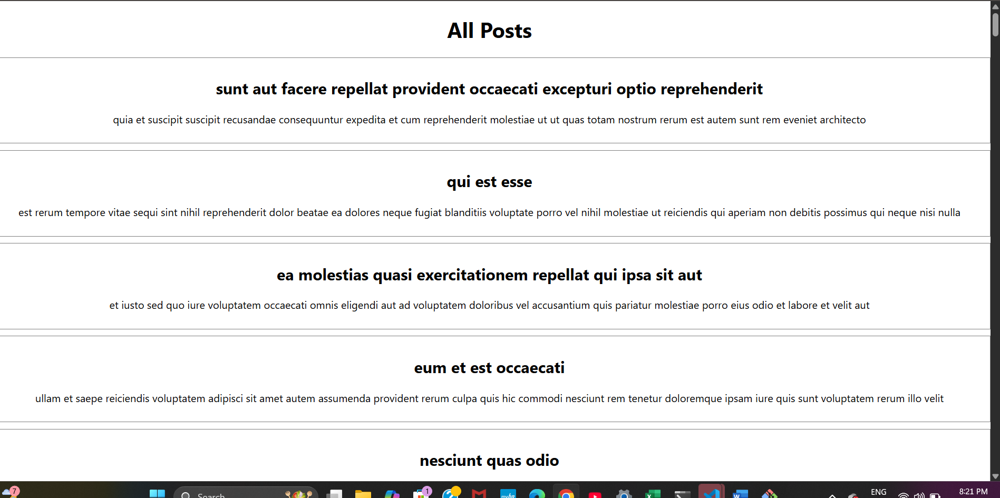 All Posts
sunt aut facere repellat provident occaecati excepturi optio reprehenderit
quia et suscipit suscipit recusandae consequuntur expedita et cum reprehenderit molestiae ut ut quas totam nostrum rerum est autem sunt rem eveniet architecto
qui est esse
est rerum tempore vitae sequi sint nihil reprehenderit dolor beatae ea dolores neque fugiat blanditiis voluptate porro vel nihil molestiae ut reiciendis qui aperiam non debitis possimus qui neque nisi nulla
ea molestias quasi exercitationem repellat qui ipsa sit aut
et iusto sed quo iure voluptatem occaecati omnis eligendi aut ad voluptatem doloribus vel accusantium quis pariatur molestiae porro eius odio et labore et velit aut
eum et est occaecati
ullam et saepe reiciendis voluptatem adipisci sit amet autem assumenda provident rerum culpa quis hic commodi nesciunt rem tenetur doloremque ipsam iure quis sunt voluptatem rerum illo velit
nesciunt quas odio
7
Search
1
myhp
ENG
8:21 PM